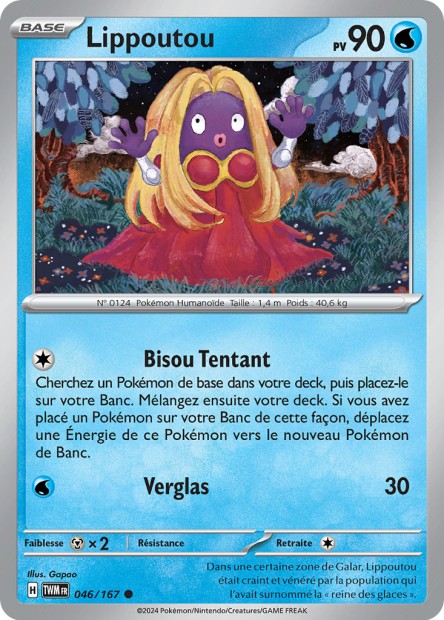 BASE
Lippoutou
PV 90
N° 0124 Pokémon Humanoïde Taille : 1,4 m Poids : 40,6 kg
Bisou Tentant
Cherchez un Pokémon de base dans votre deck, puis placez-le
sur votre Banc. Mélangez ensuite votre deck. Si vous avez
placé un Pokémon sur votre Banc de cette façon, déplacez
une Énergie de ce Pokémon vers le nouveau Pokémon
de Banc.
Verglas 30
Faiblesse × 2 Résistance Retraite
Illus. Gapao
H TWM FR 046/167
Dans une certaine zone de Galar, Lippoutou
était craint et vénéré par la population qui
l'avait surnommé la « reine des glaces ».
©2024 Pokémon/Nintendo/Creatures/GAME FREAK